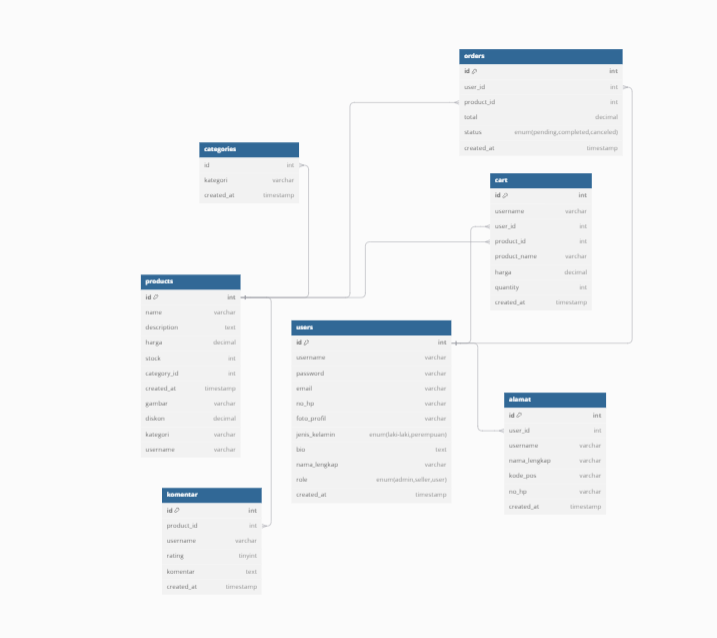 orders
id int
user_id int
product_id int
total decimal
status enum(pending,completed,canceled)
created_at timestamp
categories
id int
kategori varchar
created_at timestamp
cart
id int
username varchar
user_id int
product_id int
product_name varchar
harga decimal
quantity int
created_at timestamp
products
id int
name varchar
description text
harga decimal
stock int
category_id int
created_at timestamp
gambar varchar
diskon decimal
kategori varchar
username varchar
users
id int
username varchar
password varchar
email varchar
no_hp varchar
foto_profil varchar
jenis_kelamin enum(laki-laki,perempuan)
bio text
nama_lengkap varchar
role enum(admin,seller,user)
created_at timestamp
alamat
id int
user_id int
username varchar
nama_lengkap varchar
kode_pos varchar
no_hp varchar
created_at timestamp
komentar
id int
product_id int
username varchar
rating tinyint
komentar text
created_at timestamp